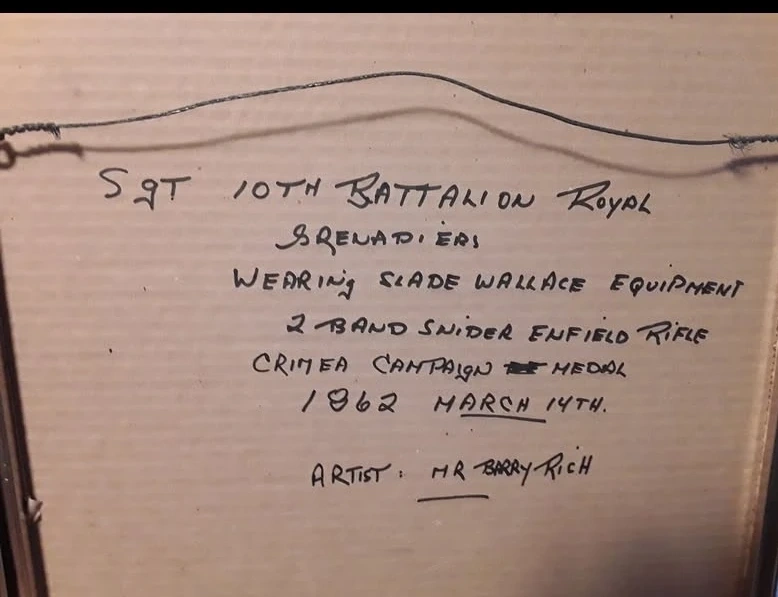 SgT 10TH BATTALION ROYAL
GRENADIERS
WEARINg SLADE WALLACE EQUIPMENT
2 BAND SNIDER ENFIELD RIFLE
CRIMEA CAMPAIgN MEDAL
1862 MARCH 14TH.
ARTIST: MR BARRY RICH